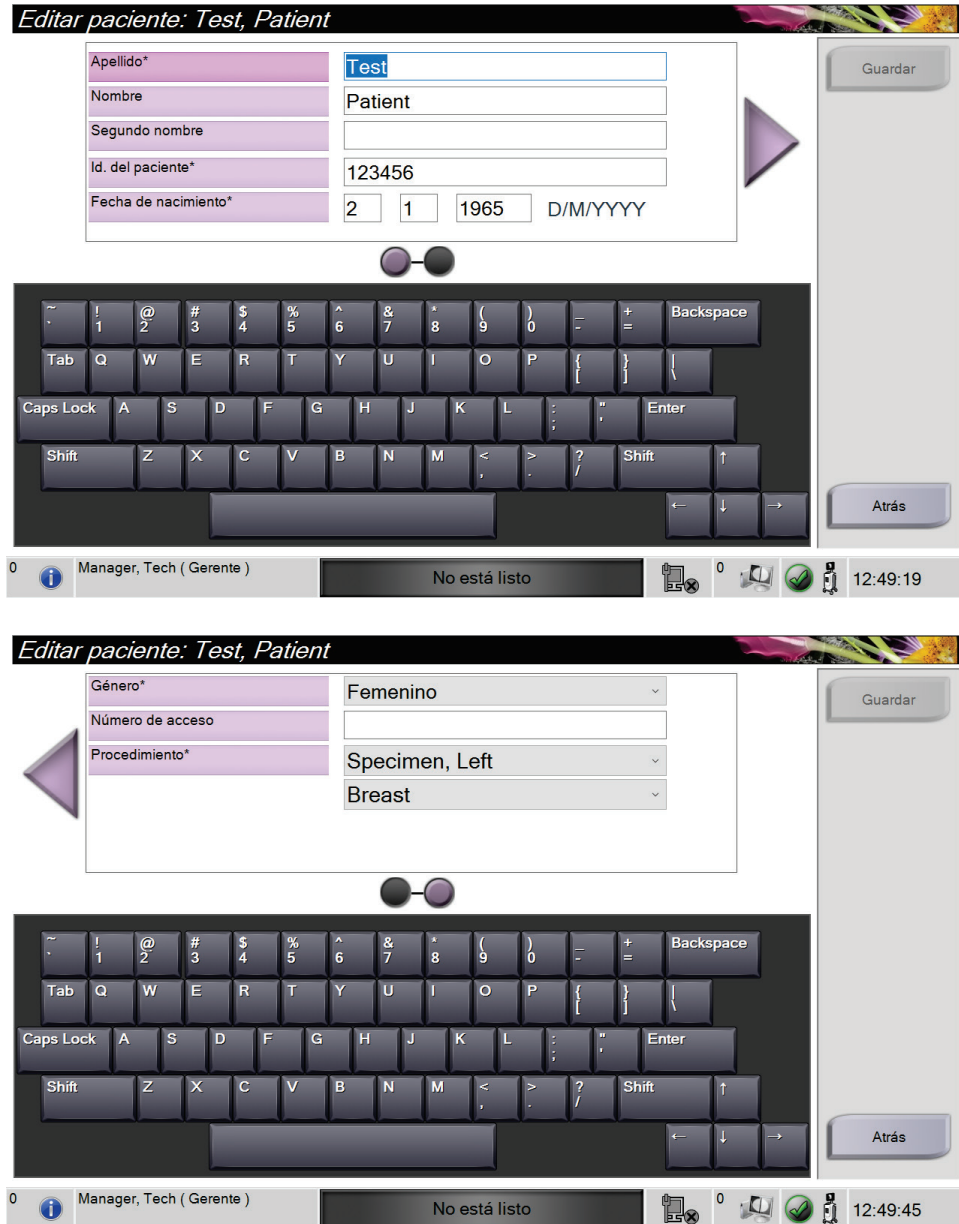 Editar paciente: Test, Patient
Apellido* Test
Guardar
Nombre Patient
Segundo nombre
Id. del paciente* 123456
Fecha de nacimiento* 2 1 1965 D/M/YYYY
~ ! @ # $ % ^ & * ( ) _ + Backspace
` 1 2 3 4 5 6 7 8 9 0 - =
Tab Q W E R T Y U I O P { } |
[ ] \
Caps Lock A S D F G H J K L : " Enter
; '
Shift Z X C V B N M < > ? Shift ↑
, . /
← ↓ →
Atrás
0 Manager, Tech ( Gerente ) No está listo 0 12:49:19
Editar paciente: Test, Patient
Género* Femenino
Guardar
Número de acceso
Procedimiento* Specimen, Left
Breast
~ ! @ # $ % ^ & * ( ) _ + Backspace
` 1 2 3 4 5 6 7 8 9 0 - =
Tab Q W E R T Y U I O P { } |
[ ] \
Caps Lock A S D F G H J K L : " Enter
; '
Shift Z X C V B N M < > ? Shift ↑
, . /
← ↓ →
Atrás
0 Manager, Tech ( Gerente ) No está listo 0 12:49:45